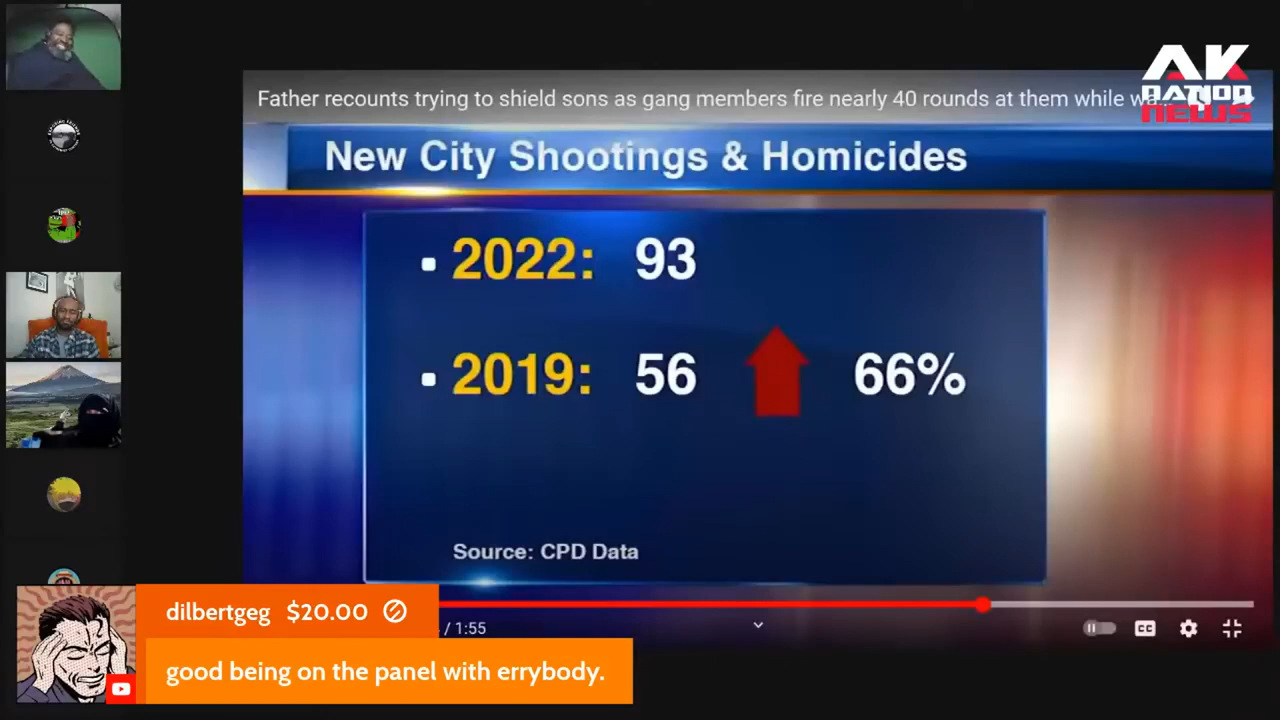 AK
NATION
NEWS
Father recounts trying to shield sons as gang members fire nearly 40 rounds at them while
New City Shootings & Homicides
2022: 93
2019: 56 66%
Source: CPD Data
/ 1:55
CC
dilbertgeg $20.00
good being on the panel with errybody.